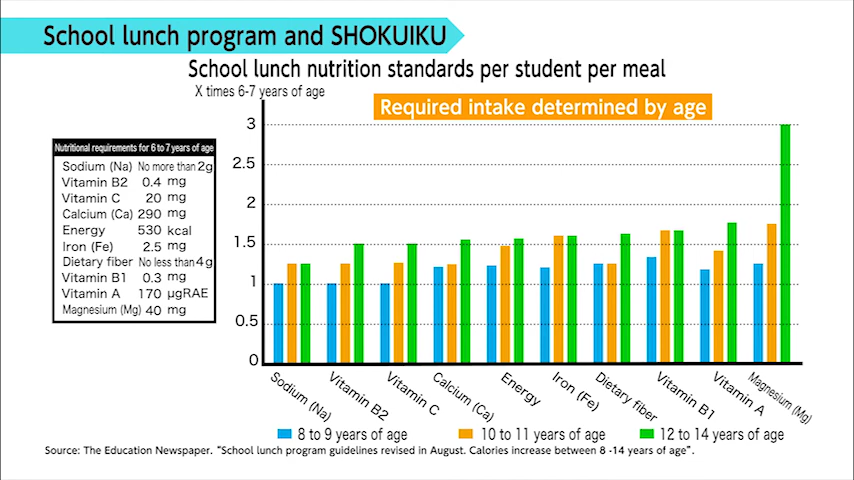 School lunch program and SHOKUIKU
School lunch nutrition standards per student per meal
X times 6-7 years of age
Required intake determined by age
Nutritional requirements for 6 to 7 years of age
Sodium (Na) No more than 2g
Vitamin B2 0.4 mg
Vitamin C 20 mg
Calcium (Ca) 290 mg
Energy 530 kcal
Iron (Fe) 2.5 mg
Dietary fiber No less than 4g
Vitamin B1 0.3 mg
Vitamin A 170 µgRAE
Magnesium (Mg) 40 mg
3
2.5
2
1.5
1
0.5
0
Sodium (Na)
Vitamin B2
Vitamin C
Calcium (Ca)
Energy
Iron (Fe)
Dietary fiber
Vitamin B1
Vitamin A
Magnesium (Mg)
8 to 9 years of age
10 to 11 years of age
12 to 14 years of age
Source: The Education Newspaper. “School lunch program guidelines revised in August. Calories increase between 8 -14 years of age”.